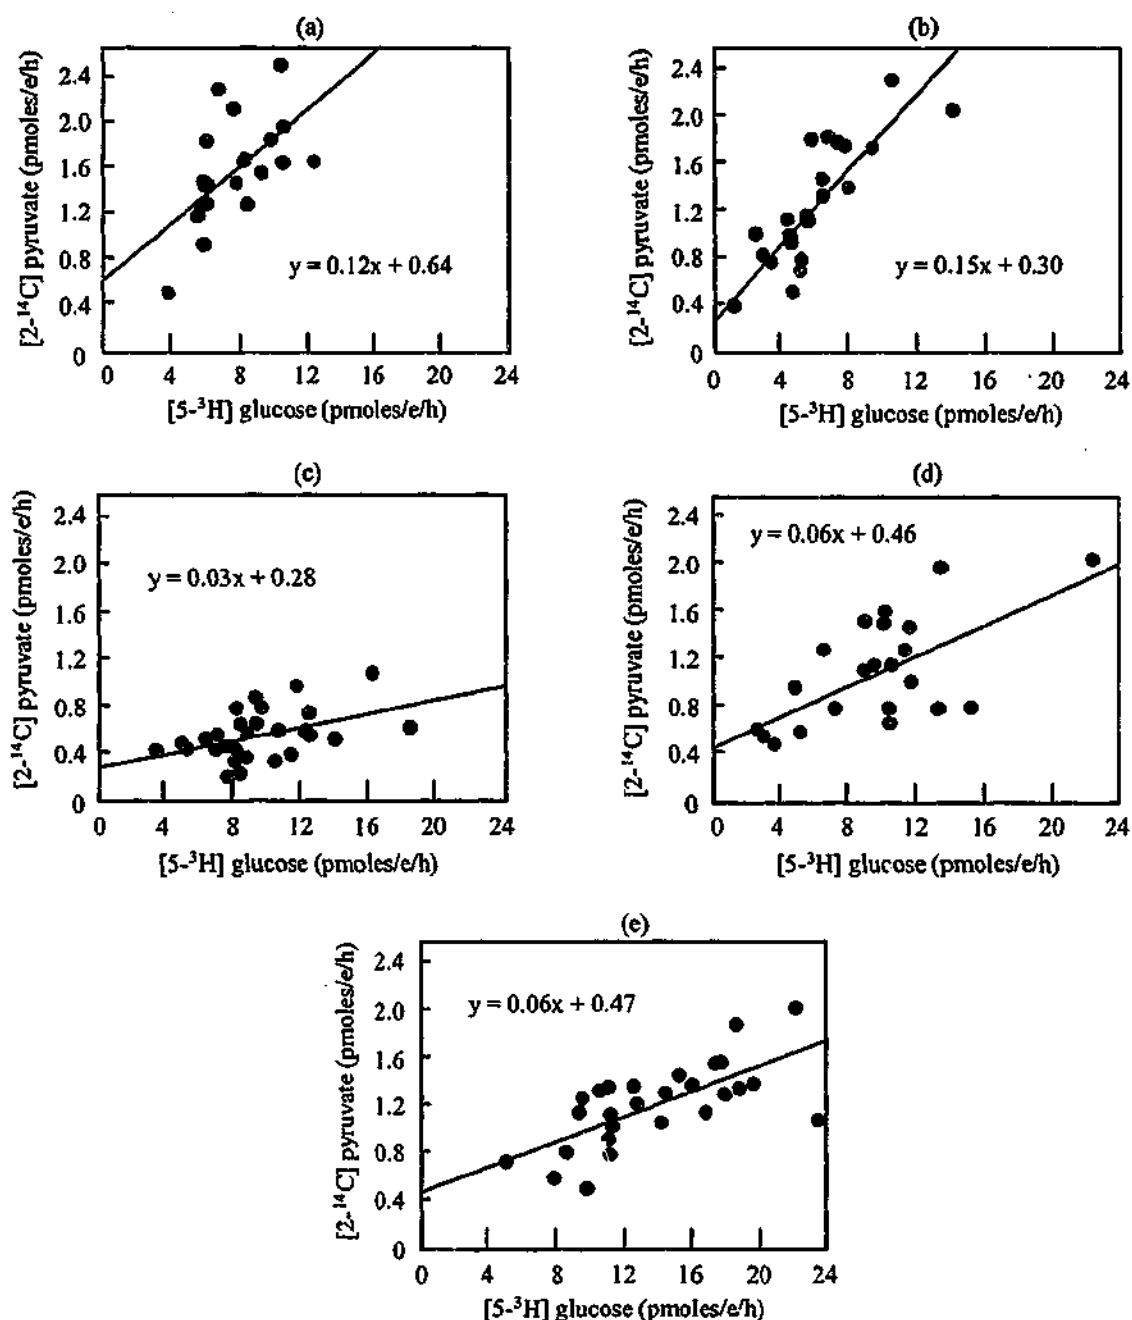 (a)
[2-¹⁴C] pyruvate (pmoles/e/h)
2.4
2.0
1.6
1.2
0.8
0.4
0
y = 0.12x + 0.64
0 4 8 12 16 20 24
[5-³H] glucose (pmoles/e/h)
(b)
[2-¹⁴C] pyruvate (pmoles/e/h)
2.4
2.0
1.6
1.2
0.8
0.4
0
y = 0.15x + 0.30
0 4 8 12 16 20 24
[5-³H] glucose (pmoles/e/h)
(c)
[2-¹⁴C] pyruvate (pmoles/e/h)
2.4
2.0
1.6
1.2
0.8
0.4
0
y = 0.03x + 0.28
0 4 8 12 16 20 24
[5-³H] glucose (pmoles/e/h)
(d)
[2-¹⁴C] pyruvate (pmoles/e/h)
2.4
2.0
1.6
1.2
0.8
0.4
0
y = 0.06x + 0.46
0 4 8 12 16 20 24
[5-³H] glucose (pmoles/e/h)
(e)
[2-¹⁴C] pyruvate (pmoles/e/h)
2.4
2.0
1.6
1.2
0.8
0.4
0
y = 0.06x + 0.47
0 4 8 12 16 20 24
[5-³H] glucose (pmoles/e/h)